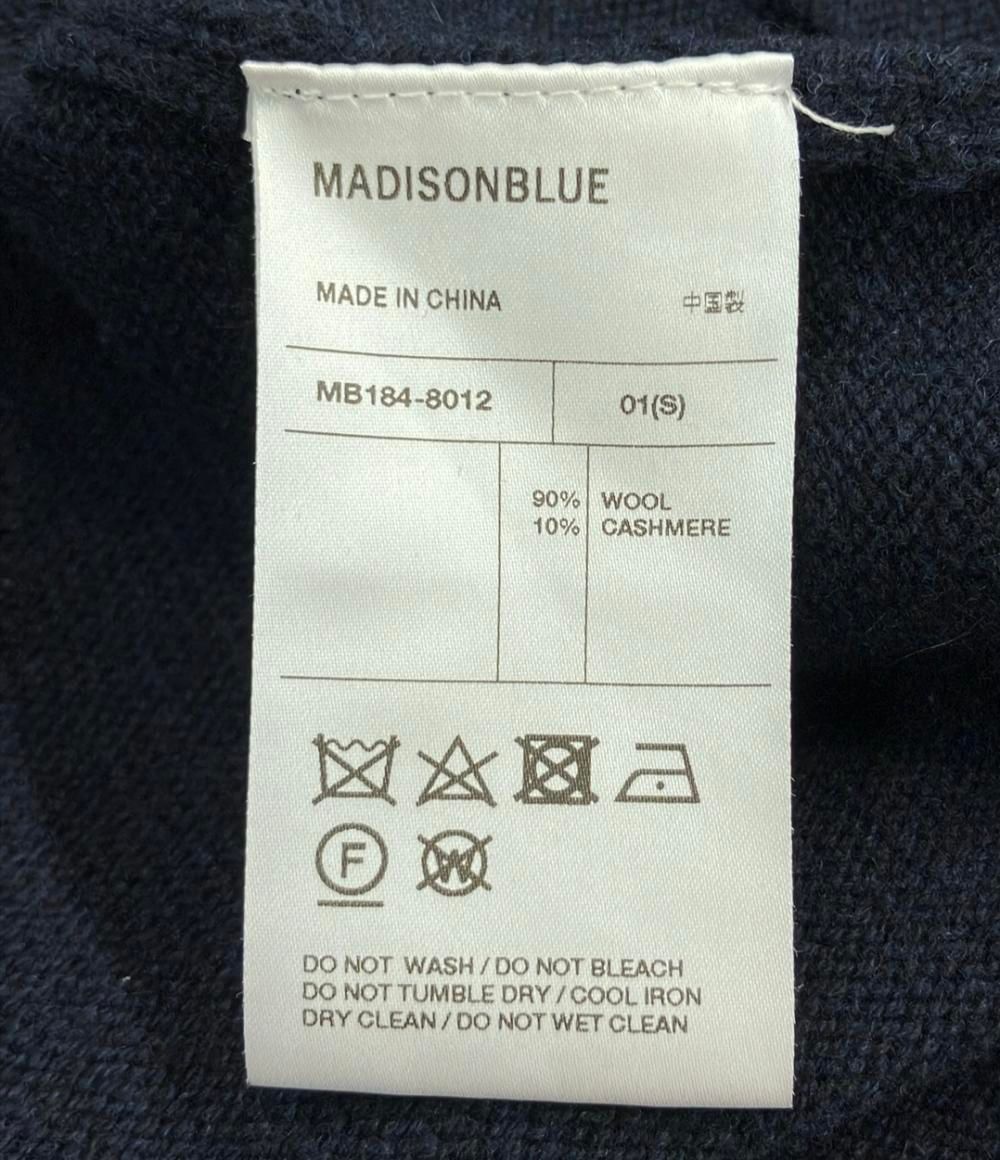 MADISONBLUE
MADE IN CHINA 中国製
MB184-8012 01(S)
90% WOOL
10% CASHMERE
F
W
DO NOT WASH / DO NOT BLEACH
DO NOT TUMBLE DRY / COOL IRON
DRY CLEAN / DO NOT WET CLEAN